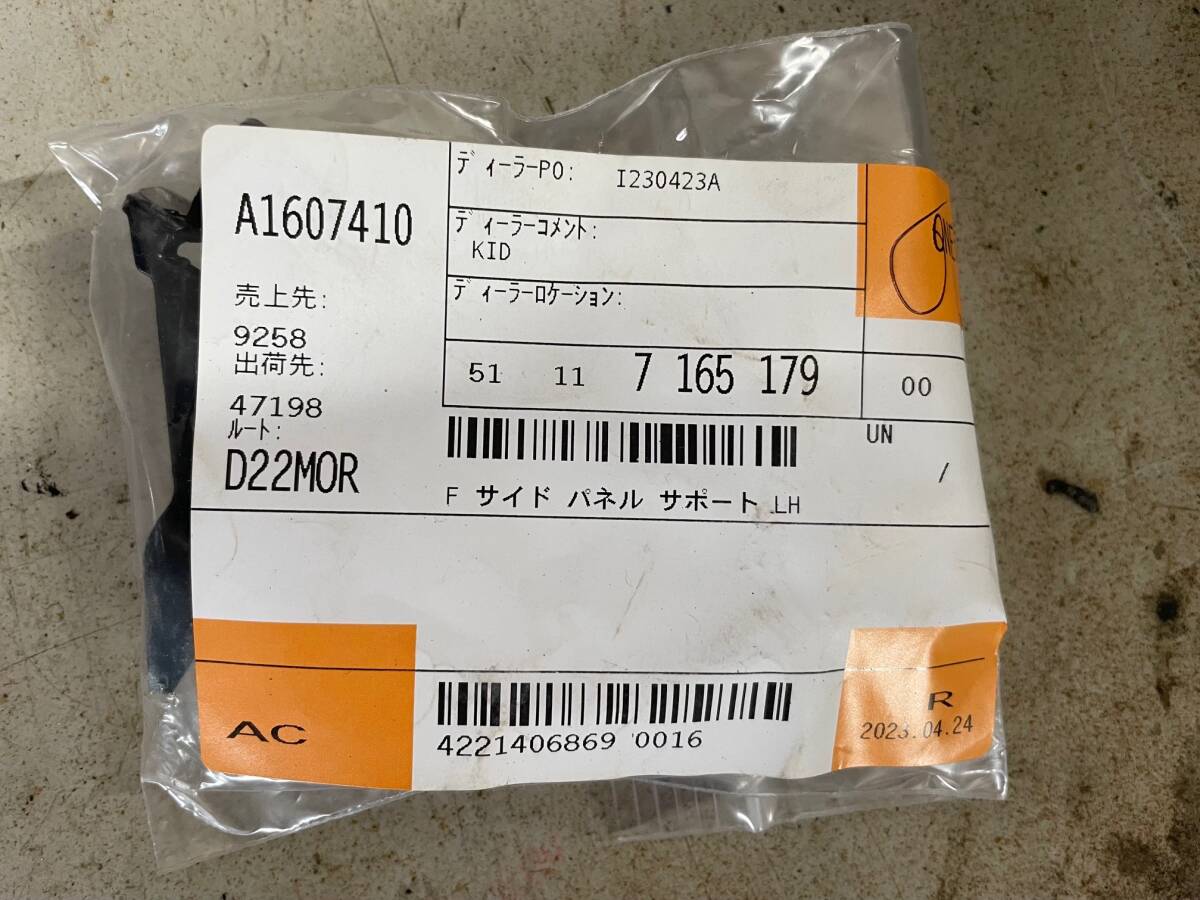 A1607410
売上先:
9258
出荷先:
47198
ルート:
D22MOR
ディーラーPO: I230423A
ディーラーコメント:
KID
ディーラーロケーション:
51 11 7 165 179
00
UN
/
F サイド パネル サポート LH
AC
4221406869 0016
R
2023.04.24